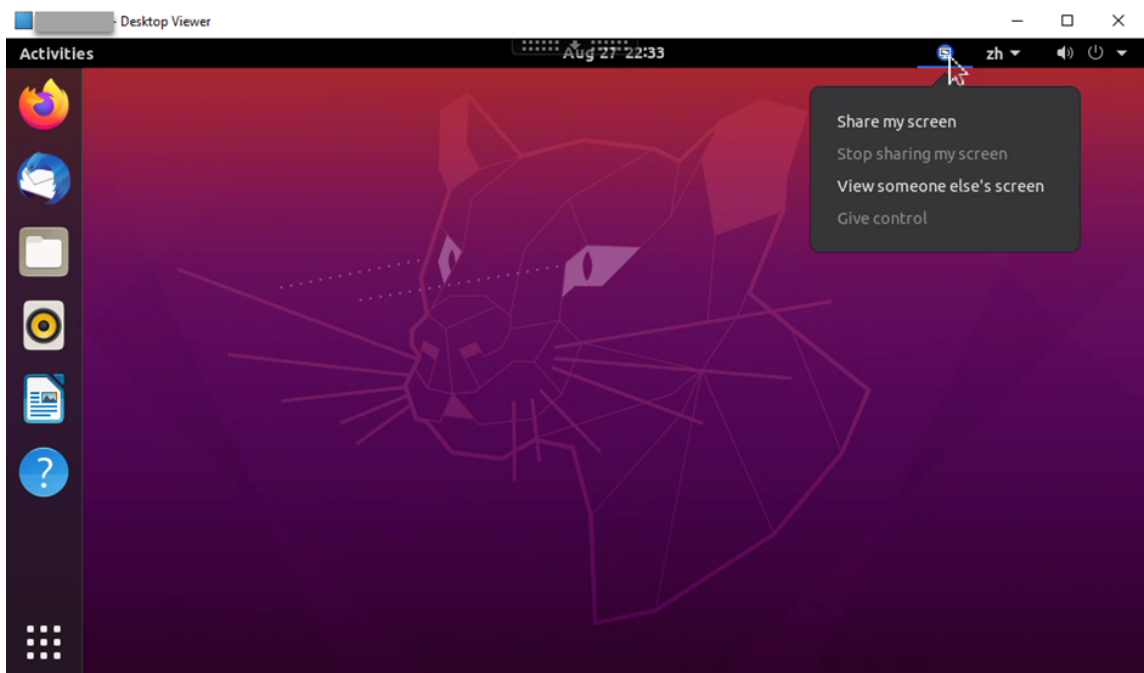 - Desktop Viewer
Activities
Aug 27 22:33
zh
Share my screen
Stop sharing my screen
View someone else's screen
Give control
?